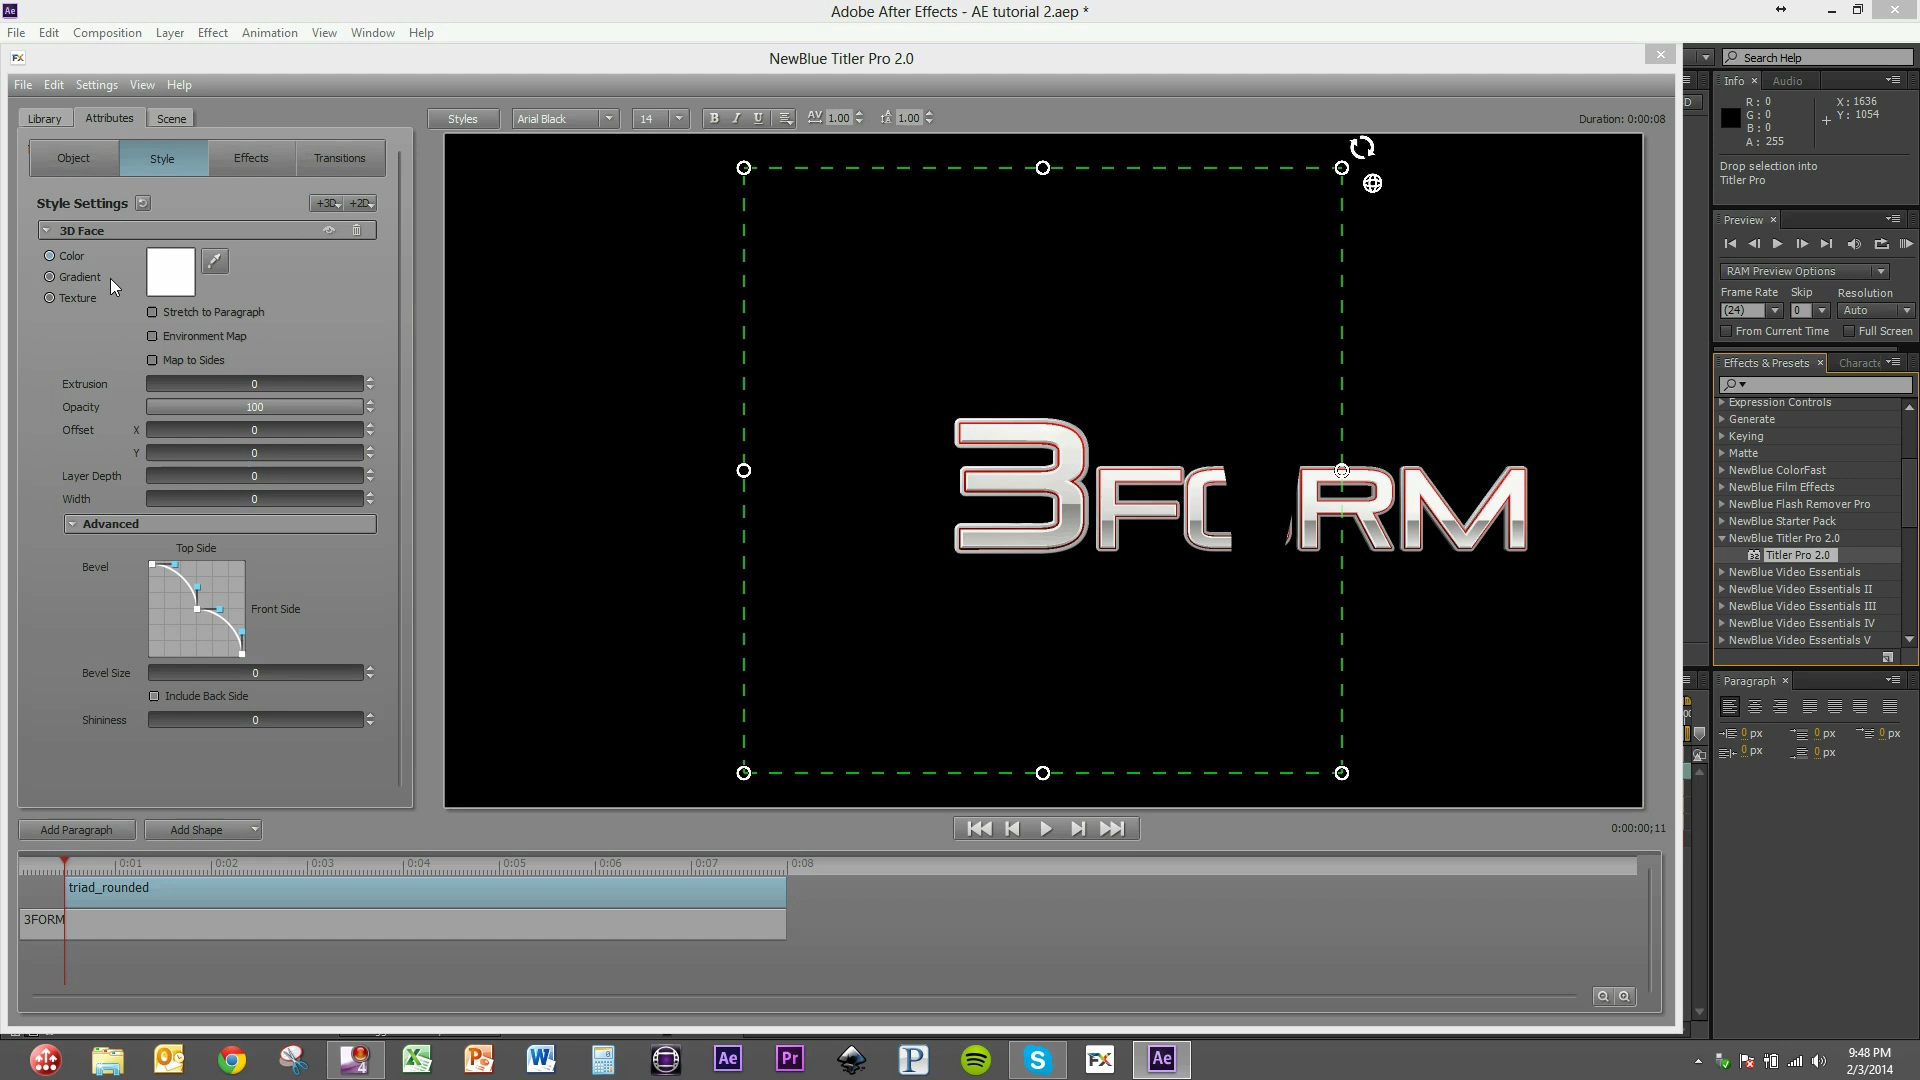 Ae
Adobe After Effects - AE tutorial 2.aep *
File Edit Composition Layer Effect Animation View Window Help
FX
NewBlue Titler Pro 2.0
Search Help
File Edit Settings View Help
Info
Audio
R: 0
G: 0
B: 0
A: 255
X: 1636
Y: 1054
Drop selection into
Titler Pro
Library Attributes Scene
Styles
Arial Black
14
B I U
AV 1.00
1.00
Duration: 0:00:08
Object Style Effects Transitions
Style Settings
+3D
+2D
3D Face
Color
Gradient
Texture
Stretch to Paragraph
Environment Map
Map to Sides
Extrusion 0
Opacity 100
Offset X 0
Y 0
Layer Depth 0
Width 0
Advanced
Top Side
Bevel
Front Side
Bevel Size 0
Include Back Side
Shininess 0
3FORM
Preview
RAM Preview Options
Frame Rate Skip Resolution
(24) 0 Auto
From Current Time Full Screen
Effects & Presets
Characte
Expression Controls
Generate
Keying
Matte
NewBlue ColorFast
NewBlue Film Effects
NewBlue Flash Remover Pro
NewBlue Starter Pack
NewBlue Titler Pro 2.0
32 Titler Pro 2.0
NewBlue Video Essentials
NewBlue Video Essentials II
NewBlue Video Essentials III
NewBlue Video Essentials IV
NewBlue Video Essentials V
Paragraph
0 px 0 px 0 px
0 px 0 px
Add Paragraph
Add Shape
0:00:00;11
0:01 0:02 0:03 0:04 0:05 0:06 0:07 0:08
triad_rounded
3FORM
4
Ae
Pr
P
S
FX
Ae
9:48 PM
2/3/2014